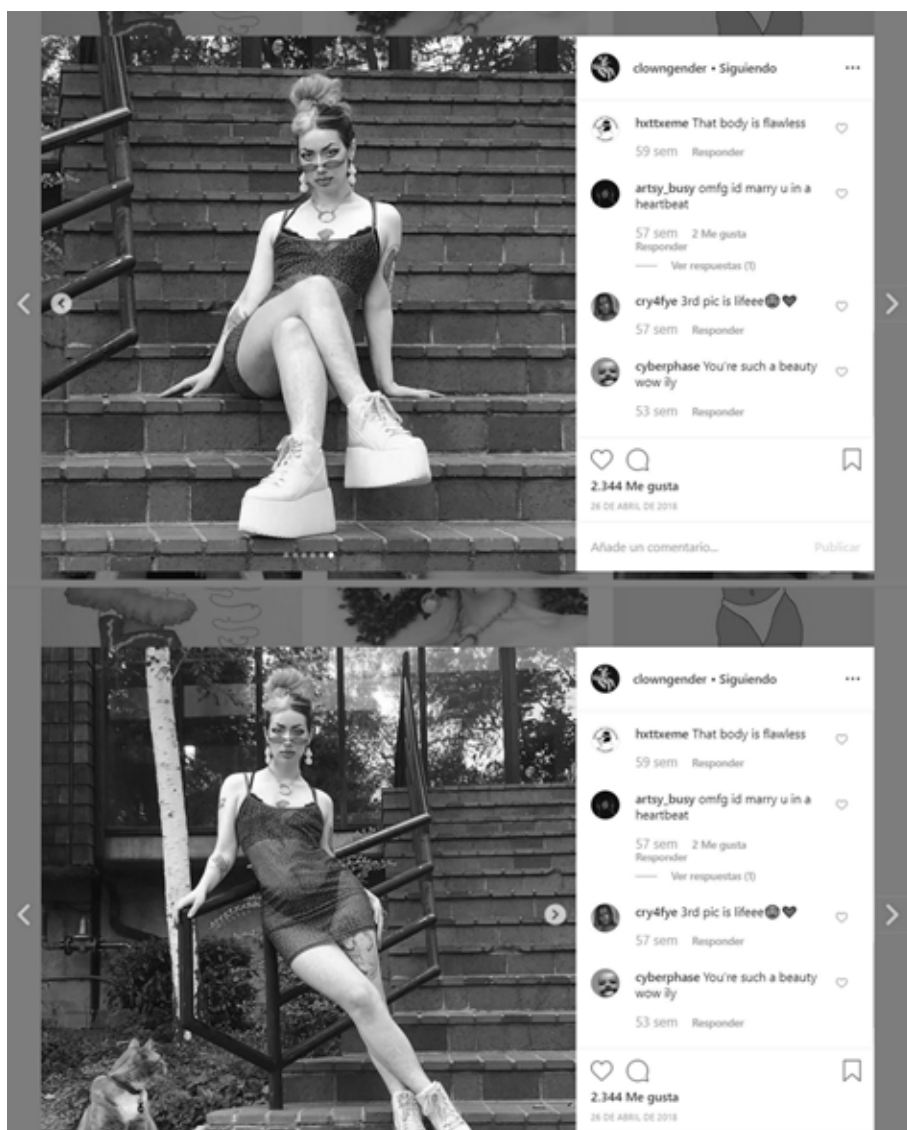 clowngender • Siguiendo
hxttxeme That body is flawless
59 sem Responder
artsy_busy omfg id marry u in a
heartbeat
57 sem 2 Me gusta
Responder
Ver respuestas (1)
cry4fye 3rd pic is lifeee
57 sem Responder
cyberphase You're such a beauty
wow ily
53 sem Responder
2.344 Me gusta
26 DE ABRIL DE 2018
Añade un comentario... Publicar
clowngender • Siguiendo
hxttxeme That body is flawless
59 sem Responder
artsy_busy omfg id marry u in a
heartbeat
57 sem 2 Me gusta
Responder
Ver respuestas (1)
cry4fye 3rd pic is lifeee
57 sem Responder
cyberphase You're such a beauty
wow ily
53 sem Responder
2.344 Me gusta
26 DE ABRIL DE 2018